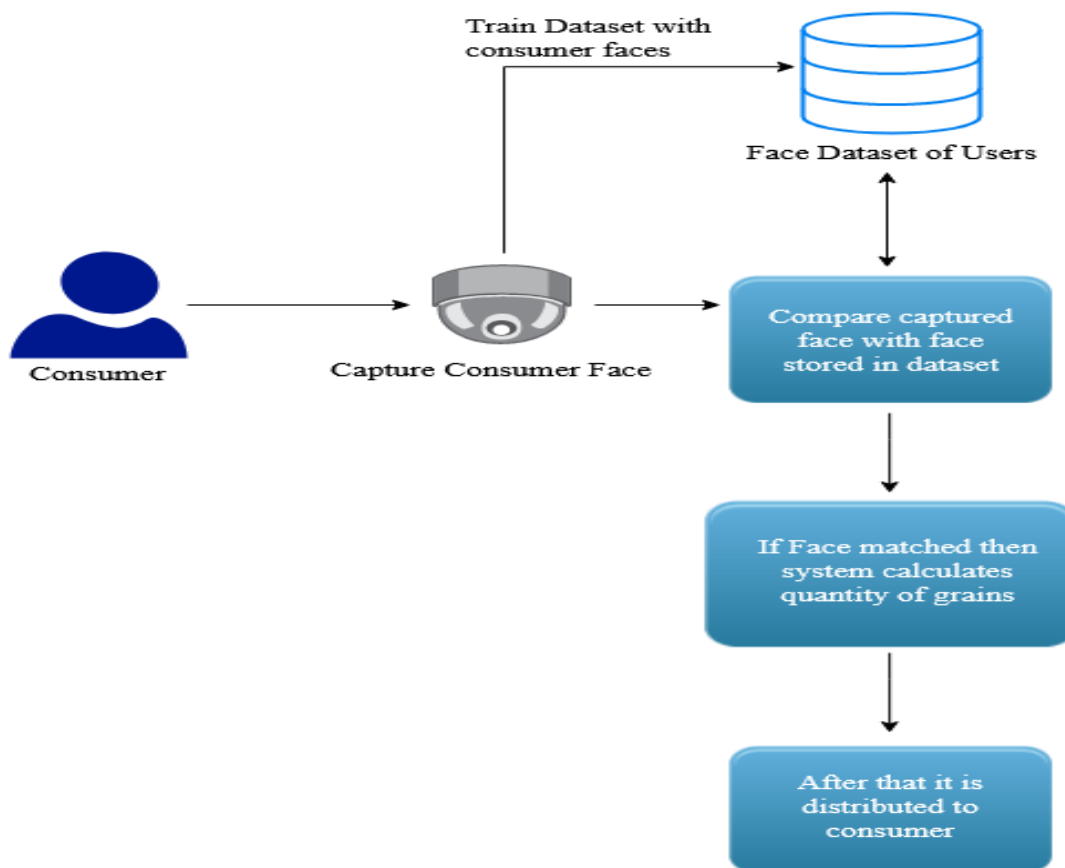 Train Dataset with
consumer faces
Face Dataset of Users
Consumer
Capture Consumer Face
Compare captured
face with face
stored in dataset
If Face matched then
system calculates
quantity of grains
After that it is
distributed to
consumer